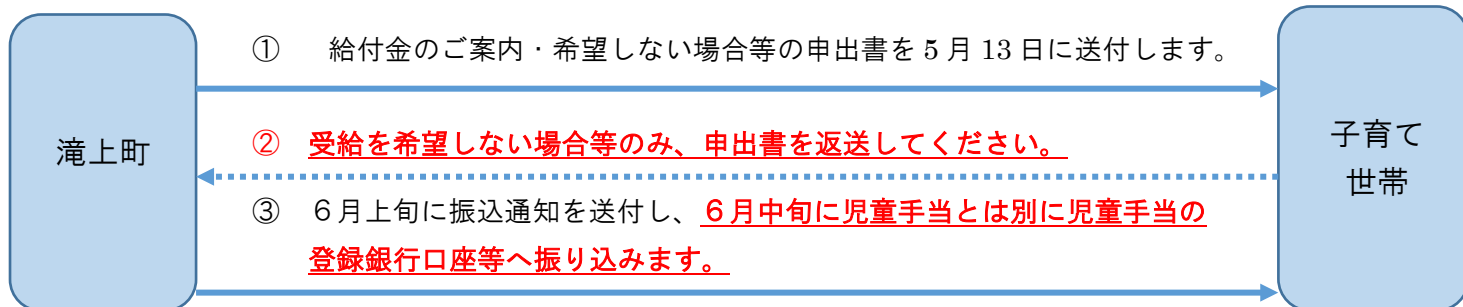 滝上町
① 給付金のご案内・希望しない場合等の申出書を5月13日に送付します。
② 受給を希望しない場合等のみ、申出書を返送してください。
③ 6月上旬に振込通知を送付し、6月中旬に児童手当とは別に児童手当の
登録銀行口座等へ振り込みます。
子育て
世帯